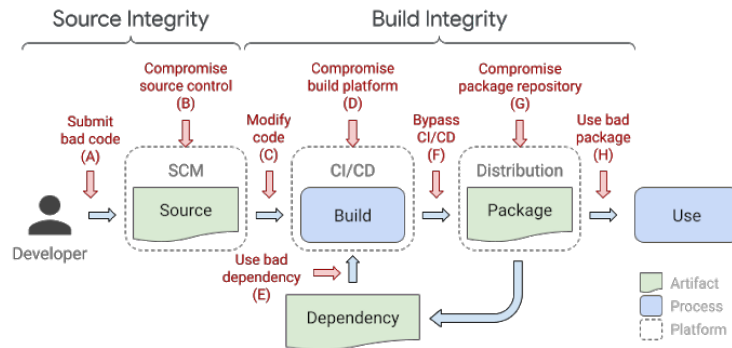 Source Integrity
Build Integrity
Compromise
source control
(B)
Compromise
build platform
(D)
Compromise
package repository
(G)
Submit
bad code
(A)
Modify
code
(C)
Bypass
CI/CD
(F)
Use bad
package
(H)
SCM
CI/CD
Distribution
Source
Build
Package
Use
Developer
Use bad
dependency
(E)
Dependency
Artifact
Process
Platform